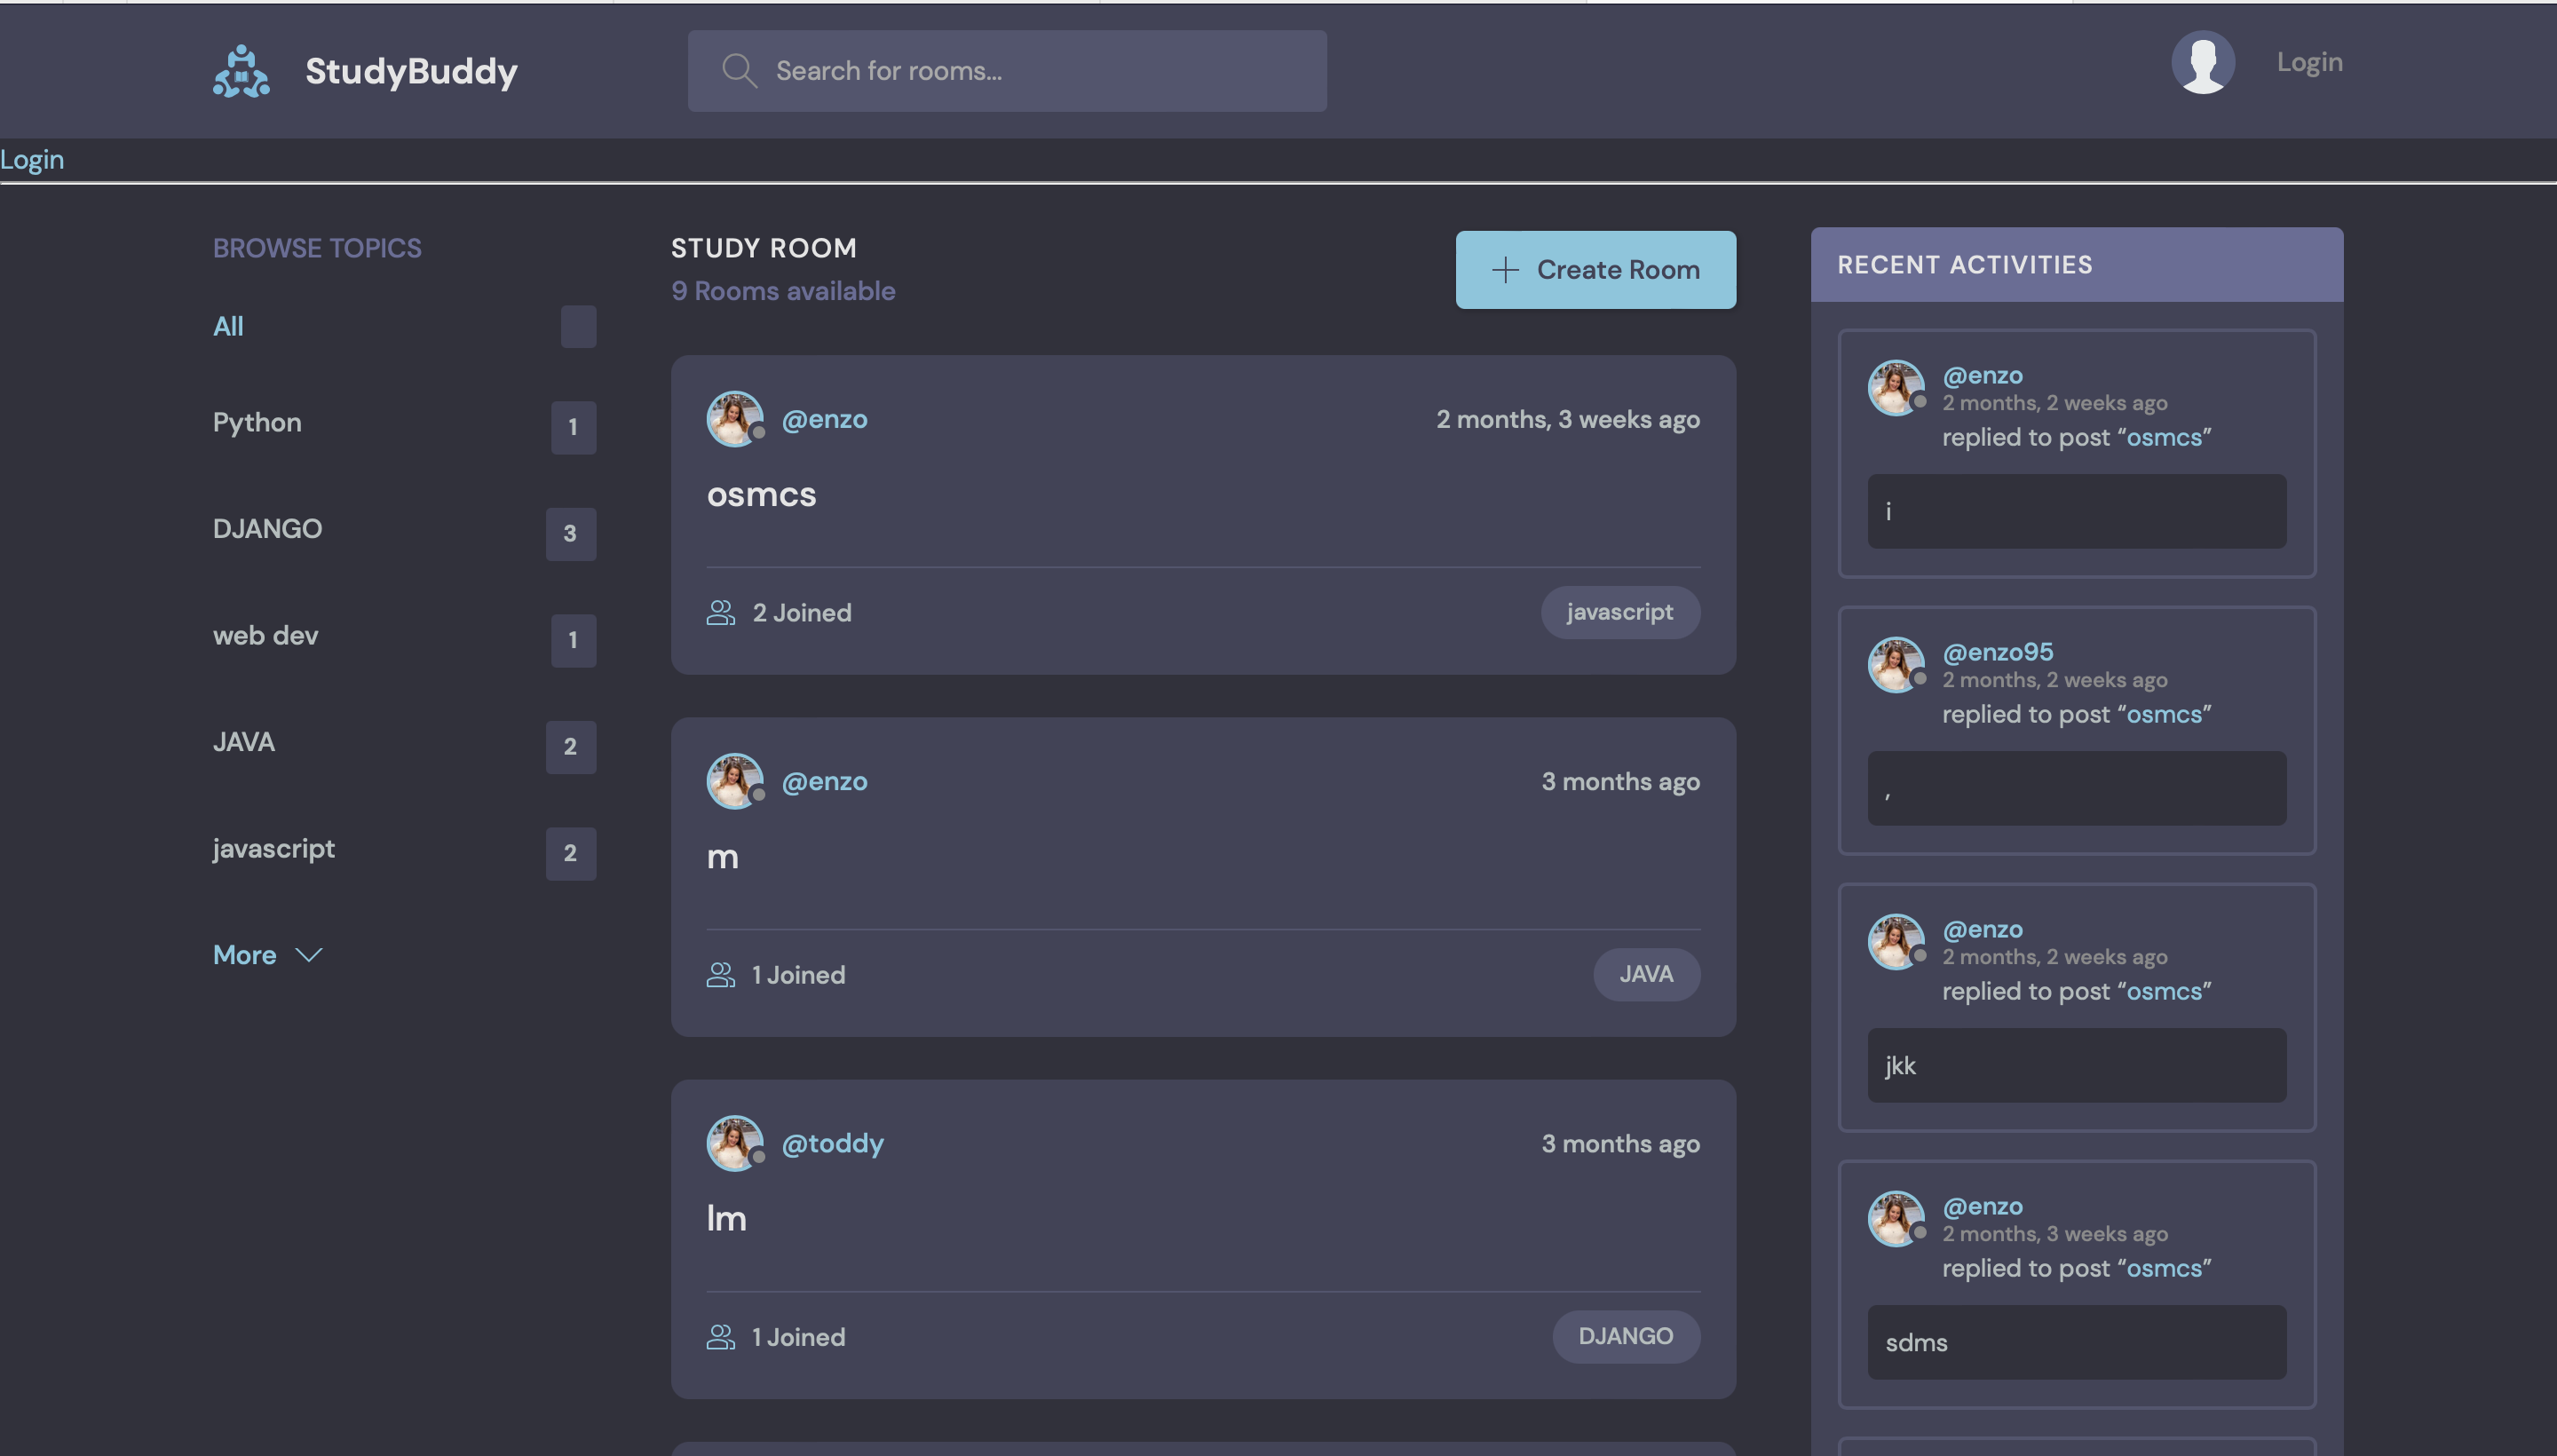 StudyBuddy
Search for rooms...
Login
Login
BROWSE TOPICS
All
Python 1
DJANGO 3
web dev 1
JAVA 2
javascript 2
More
STUDY ROOM
9 Rooms available
Create Room
@enzo 2 months, 3 weeks ago
osmcs
2 Joined javascript
@enzo 3 months ago
m
1 Joined JAVA
@toddy 3 months ago
lm
1 Joined DJANGO
RECENT ACTIVITIES
@enzo
2 months, 2 weeks ago
replied to post “osmcs”
i
@enzo95
2 months, 2 weeks ago
replied to post “osmcs”
,
@enzo
2 months, 2 weeks ago
replied to post “osmcs”
jkk
@enzo
2 months, 3 weeks ago
replied to post “osmcs”
sdms